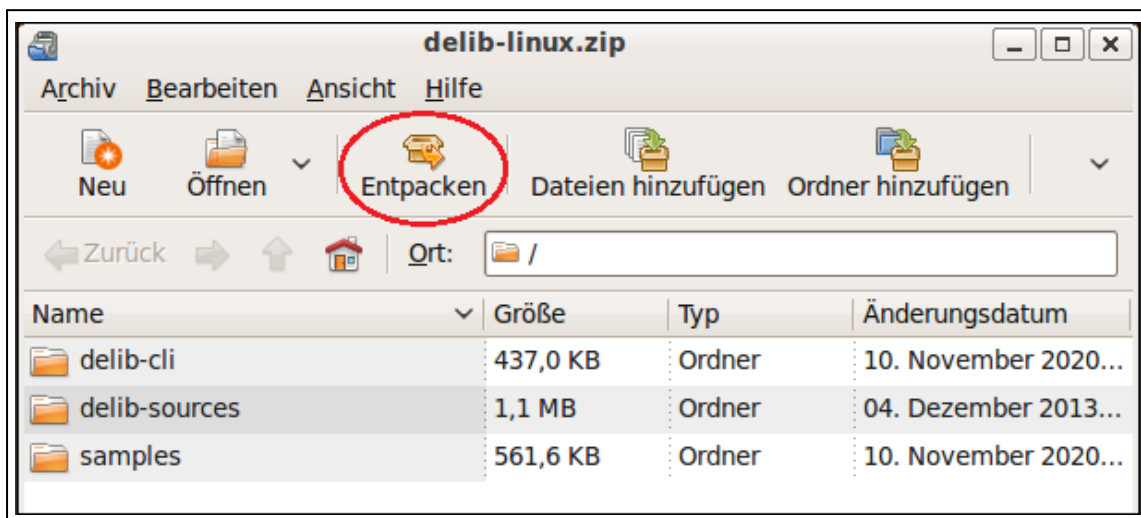 delib-linux.zip
Archiv Bearbeiten Ansicht Hilfe
Neu Öffnen Entpacken Dateien hinzufügen Ordner hinzufügen
Zurück Ort: /
Name Größe Typ Änderungsdatum
delib-cli 437,0 KB Ordner 10. November 2020...
delib-sources 1,1 MB Ordner 04. Dezember 2013...
samples 561,6 KB Ordner 10. November 2020...